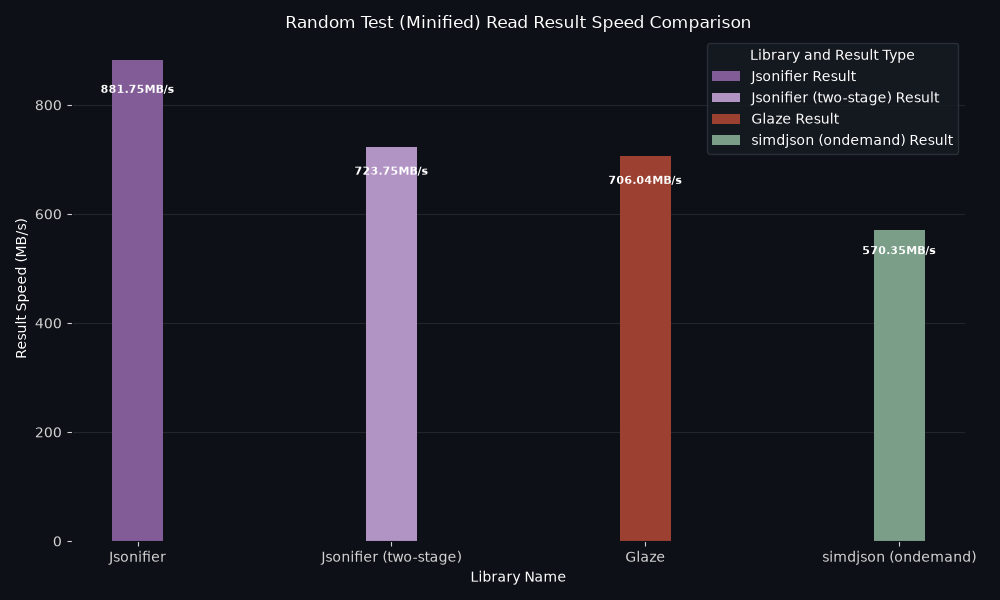 Random Test (Minified) Read Result Speed Comparison
Library and Result Type
Jsonifier Result
Jsonifier (two-stage) Result
Glaze Result
simdjson (ondemand) Result
881.75MB/s
723.75MB/s
706.04MB/s
570.35MB/s
Result Speed (MB/s)
800
600
400
200
0
Jsonifier
Jsonifier (two-stage)
Glaze
simdjson (ondemand)
Library Name